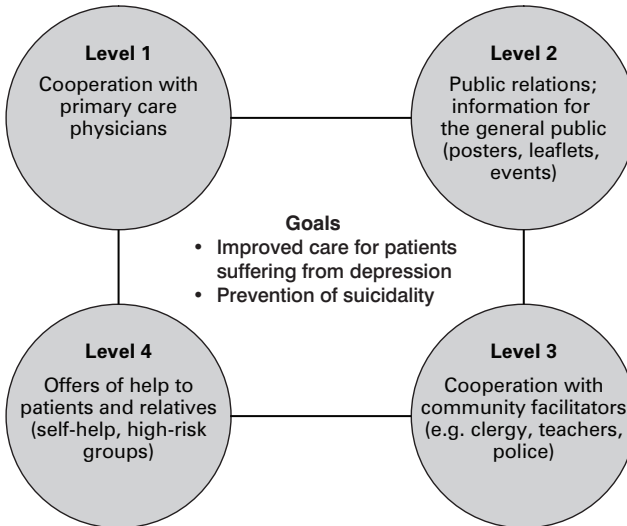 Level 1
Cooperation with
primary care
physicians
Level 2
Public relations;
information for
the general public
(posters, leaflets,
events)
Goals
• Improved care for patients
suffering from depression
• Prevention of suicidality
Level 4
Offers of help to
patients and relatives
(self-help, high-risk
groups)
Level 3
Cooperation with
community facilitators
(e.g. clergy, teachers,
police)